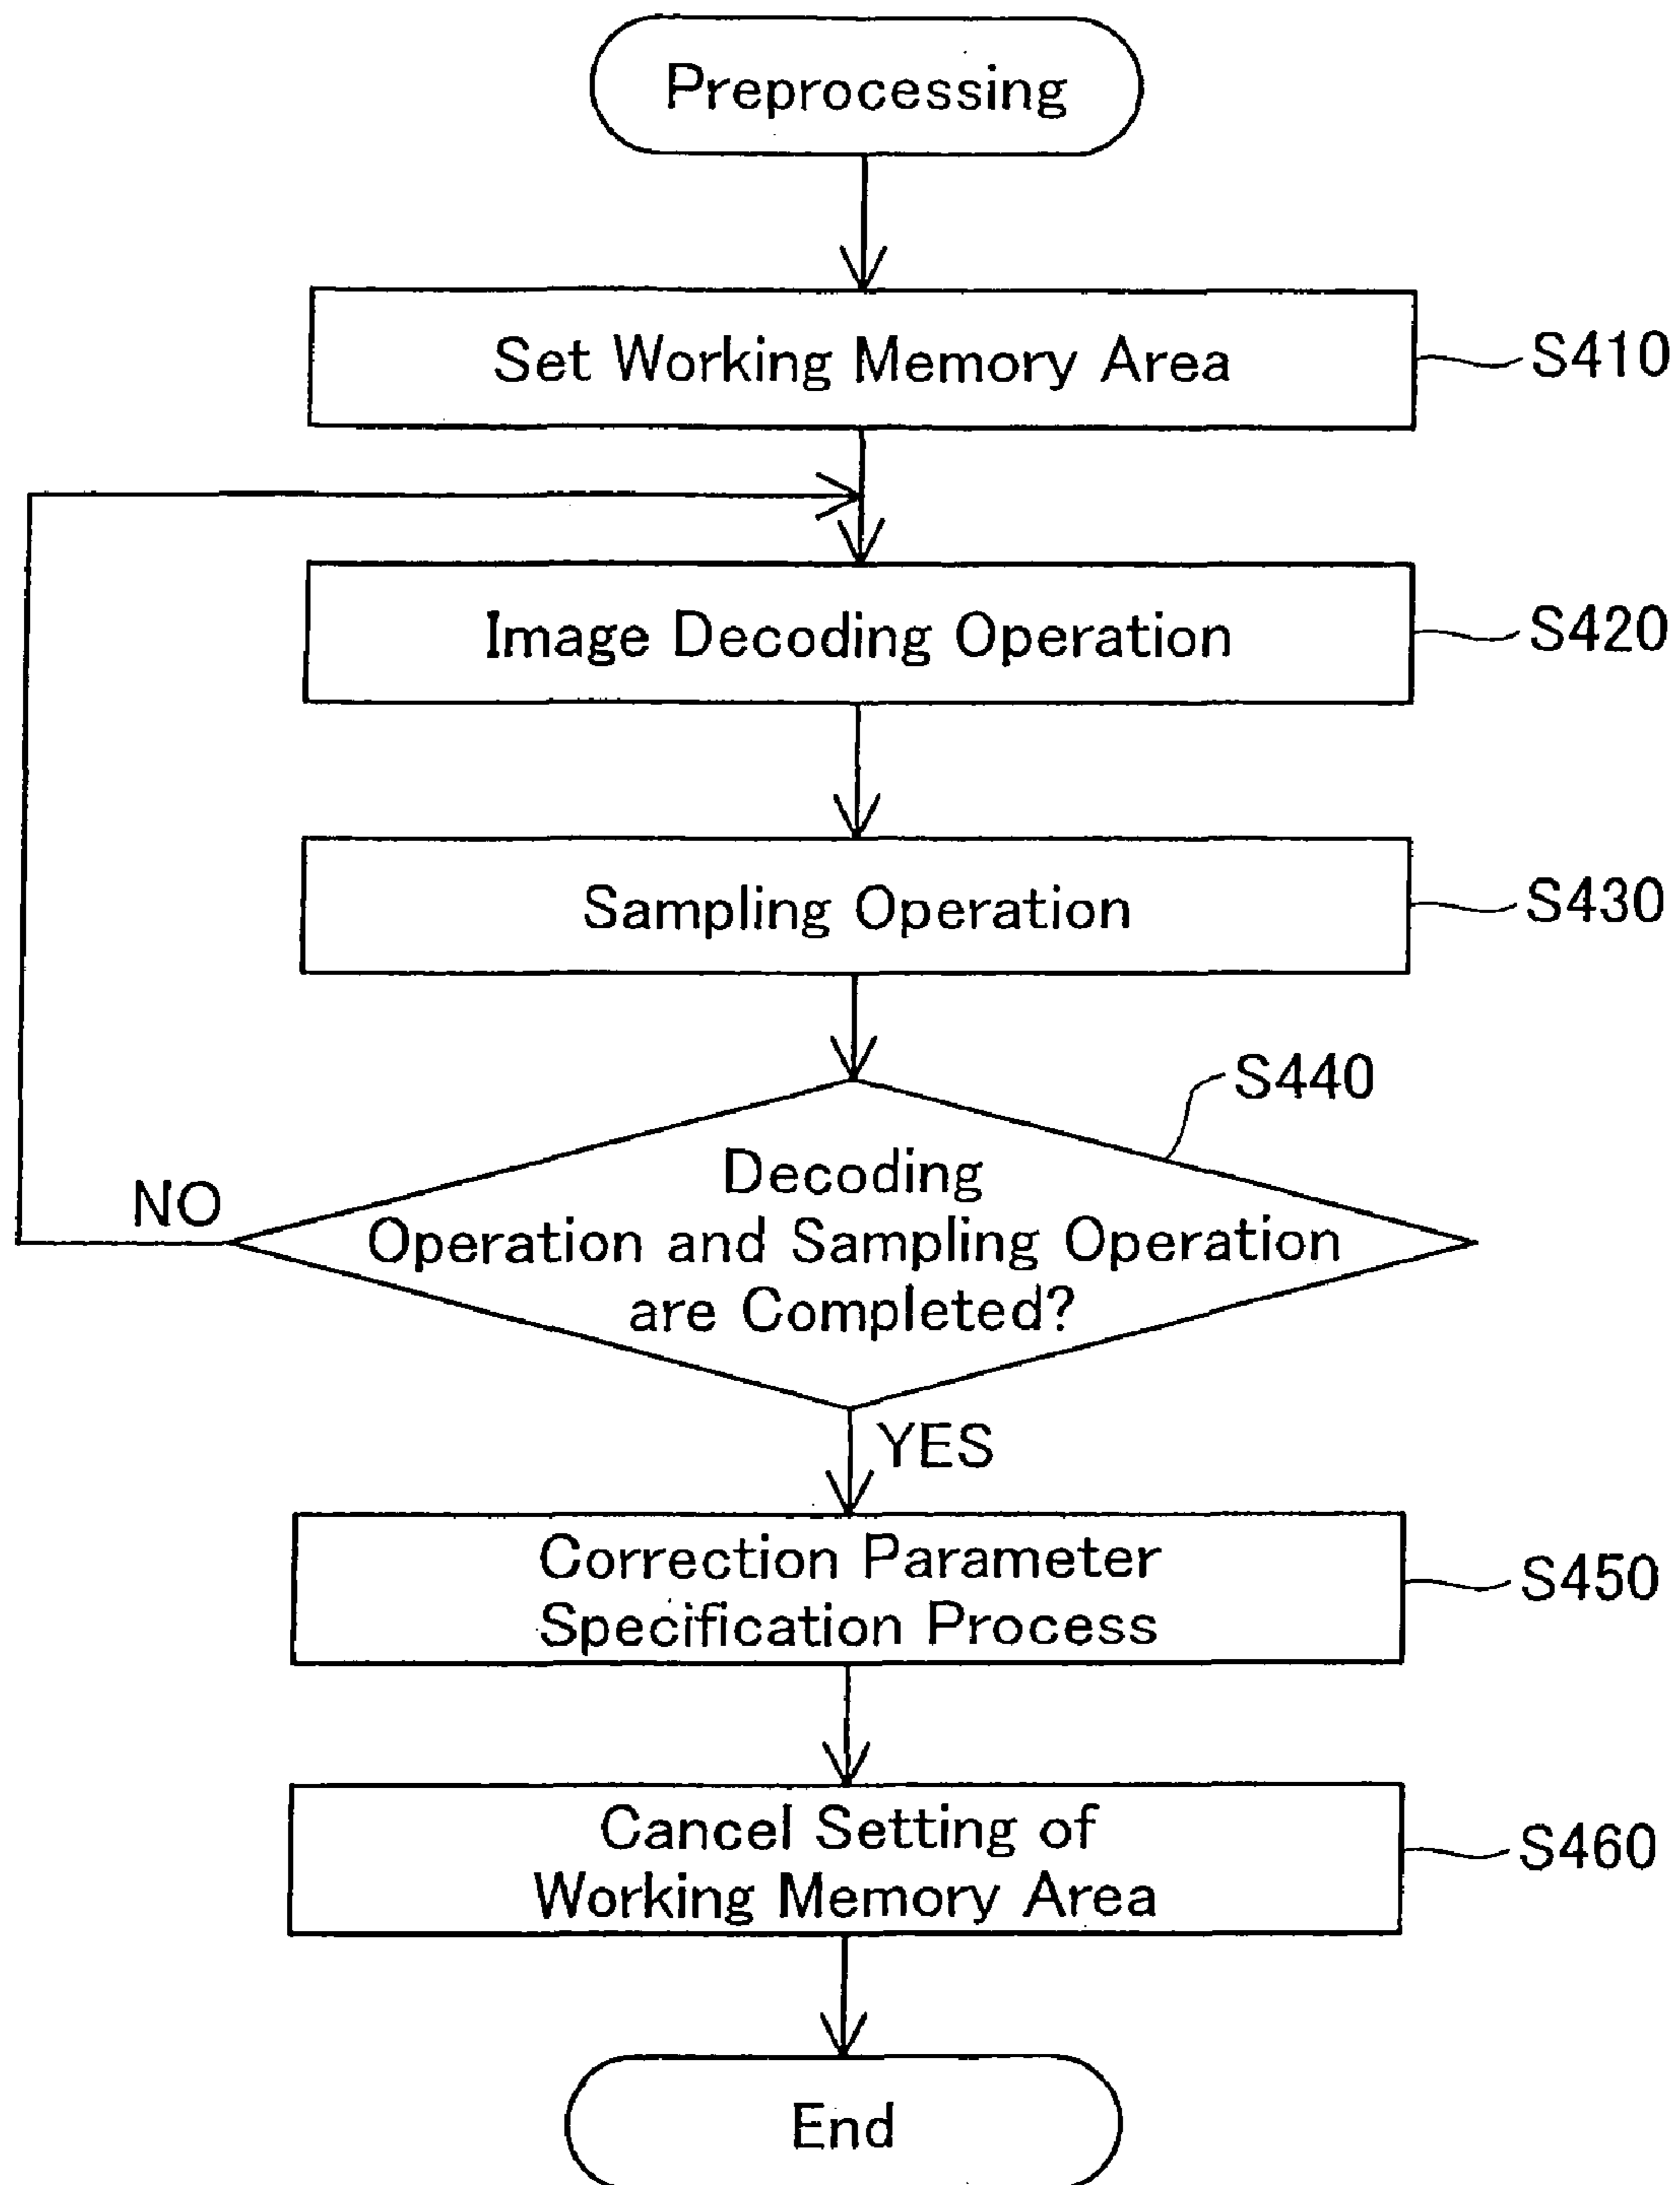 Preprocessing
Set Working Memory Area
S410
Image Decoding Operation
S420
Sampling Operation
S430
S440
Decoding
Operation and Sampling Operation
are Completed?
NO
YES
Correction Parameter
Specification Process
S450
Cancel Setting of
Working Memory Area
S460
End